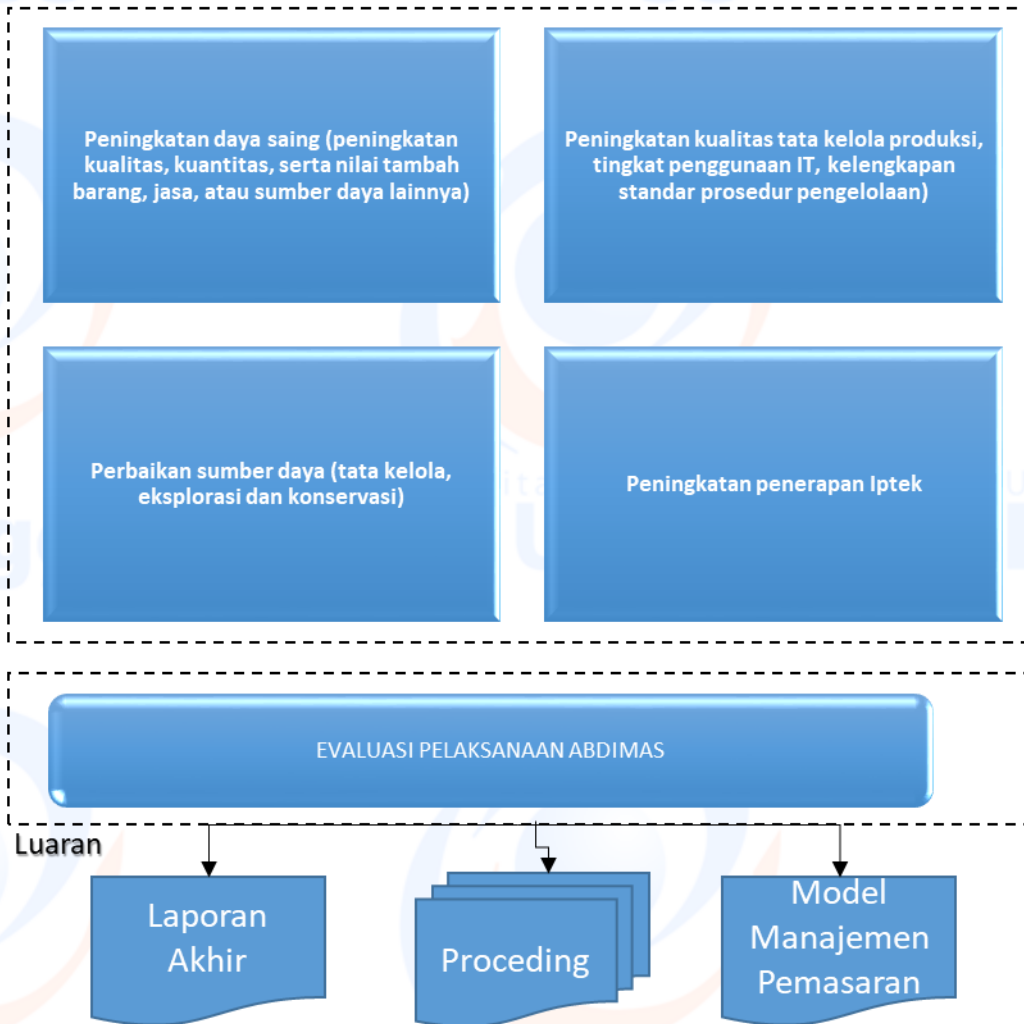 Peningkatan daya saing (peningkatan
kualitas, kuantitas, serta nilai tambah
barang, jasa, atau sumber daya lainnya)
Peningkatan kualitas tata kelola produksi,
tingkat penggunaan IT, kelengkapan
standar prosedur pengelolaan)
Perbaikan sumber daya (tata kelola,
eksplorasi dan konservasi)
Peningkatan penerapan Iptek
EVALUASI PELAKSANAAN ABDIMAS
Luaran
Laporan
Akhir
Proceding
Model
Manajemen
Pemasaran